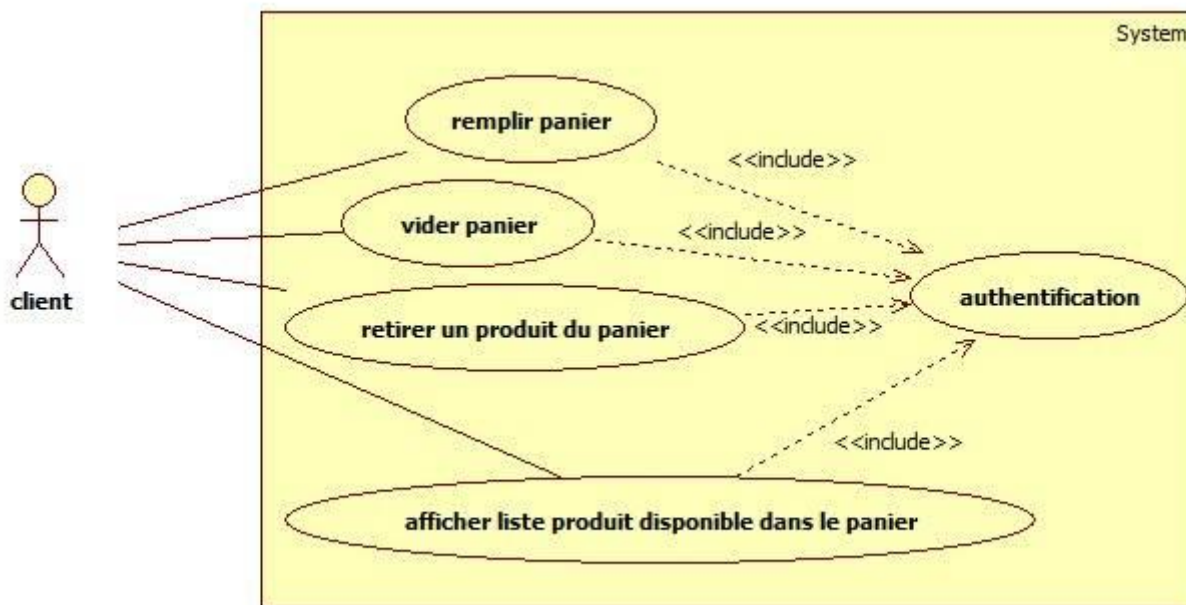 System
remplir panier
<<include>>
vider panier
<<include>>
client
authentification
retirer un produit du panier
<<include>>
<<include>>
afficher liste produit disponible dans le panier